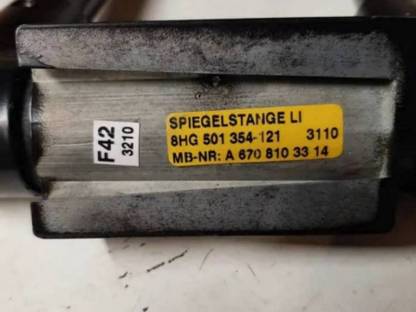 F42
3210
SPIEGELSTANGE LI
8HG 501 354-121 3110
MB-NR: A 670 810 33 14